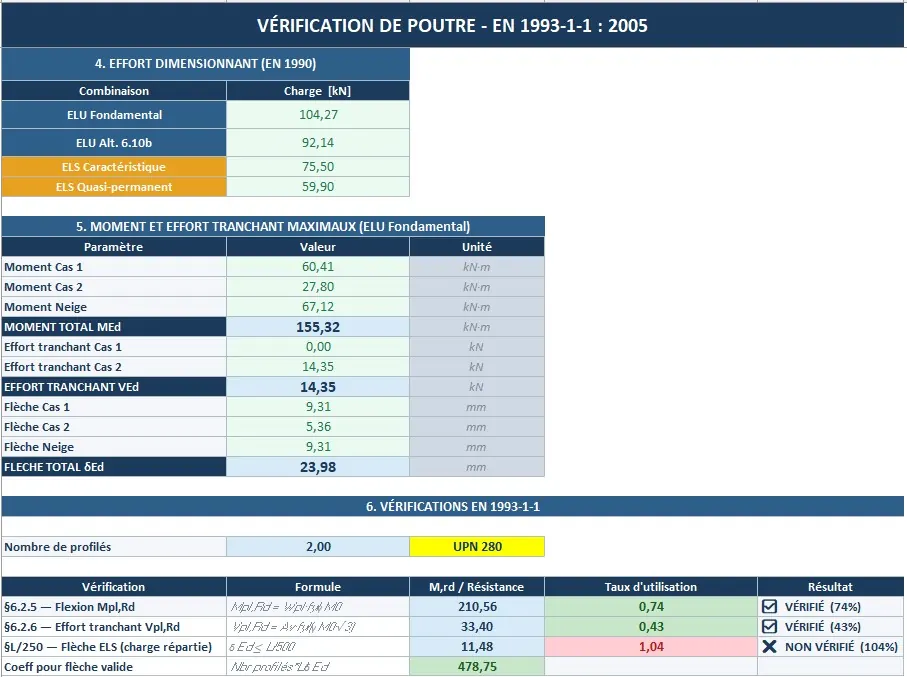 VÉRIFICATION DE POUTRE - EN 1993-1-1 : 2005
4. EFFORT DIMENSIONNANT (EN 1990)
Combinaison Charge [kN]
ELU Fondamental 104,27
ELU Alt. 6.10b 92,14
ELS Caractéristique 75,50
ELS Quasi-permanent 59,90
5. MOMENT ET EFFORT TRANCHANT MAXIMAUX (ELU Fondamental)
Paramètre Valeur Unité
Moment Cas 1 60,41 kN·m
Moment Cas 2 27,80 kN·m
Moment Neige 67,12 kN·m
MOMENT TOTAL MEd 155,32 kN·m
Effort tranchant Cas 1 0,00 kN
Effort tranchant Cas 2 14,35 kN
EFFORT TRANCHANT VEd 14,35 kN
Flèche Cas 1 9,31 mm
Flèche Cas 2 5,36 mm
Flèche Neige 9,31 mm
FLECHE TOTAL δEd 23,98 mm
6. VÉRIFICATIONS EN 1993-1-1
Nombre de profilés 2,00 UPN 280
Vérification Formule M,rd / Résistance Taux d'utilisation Résultat
§6.2.5 — Flexion Mpl,Rd Mpl,Rd = 210,56 0,74 VÉRIFIÉ (74%)
§6.2.6 — Effort tranchant Vpl,Rd Vpl,Rd = 33,40 0,43 VÉRIFIÉ (43%)
§L/250 — Flèche ELS (charge répartie) δ Ed ≤ L/500 11,48 1,04 NON VÉRIFIÉ (104%)
Coeff pour flèche valide 478,75